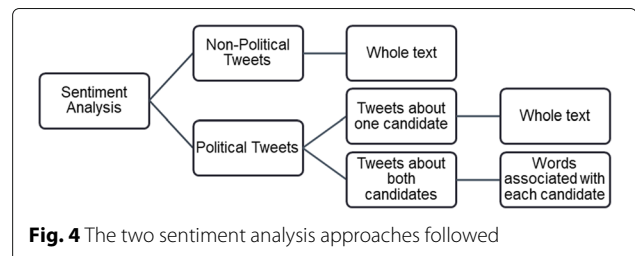 Non-Political
Tweets
Whole text
Sentiment
Analysis
Political Tweets
Tweets about
one candidate
Whole text
Tweets about
both
candidates
Words
associated with
each candidate
Fig. 4 The two sentiment analysis approaches followed